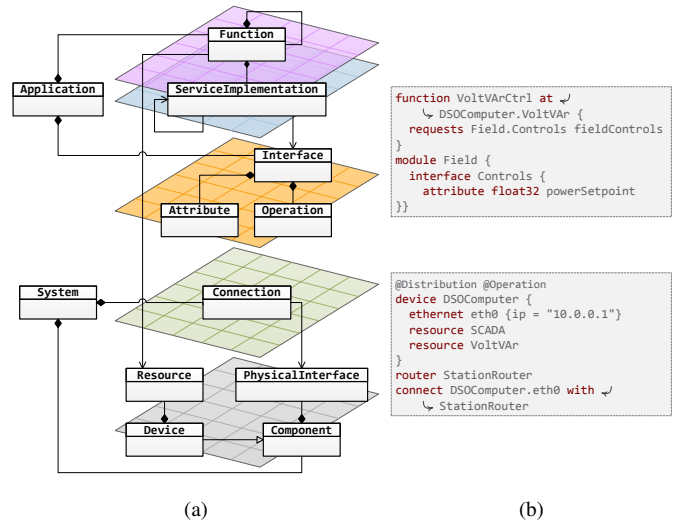 Function
Application
ServiceImplementation
Interface
Attribute
Operation
System
Connection
Resource
PhysicalInterface
Device
Component
(a)
function VoltVArCtrl at ↵
↳ DSOComputer.VoltVAr {
requests Field.Controls fieldControls
}
module Field {
interface Controls {
attribute float32 powerSetpoint
}}
@Distribution @Operation
device DSOComputer {
ethernet eth0 {ip = "10.0.0.1"}
resource SCADA
resource VoltVAr
}
router StationRouter
connect DSOComputer.eth0 with ↵
↳ StationRouter
(b)